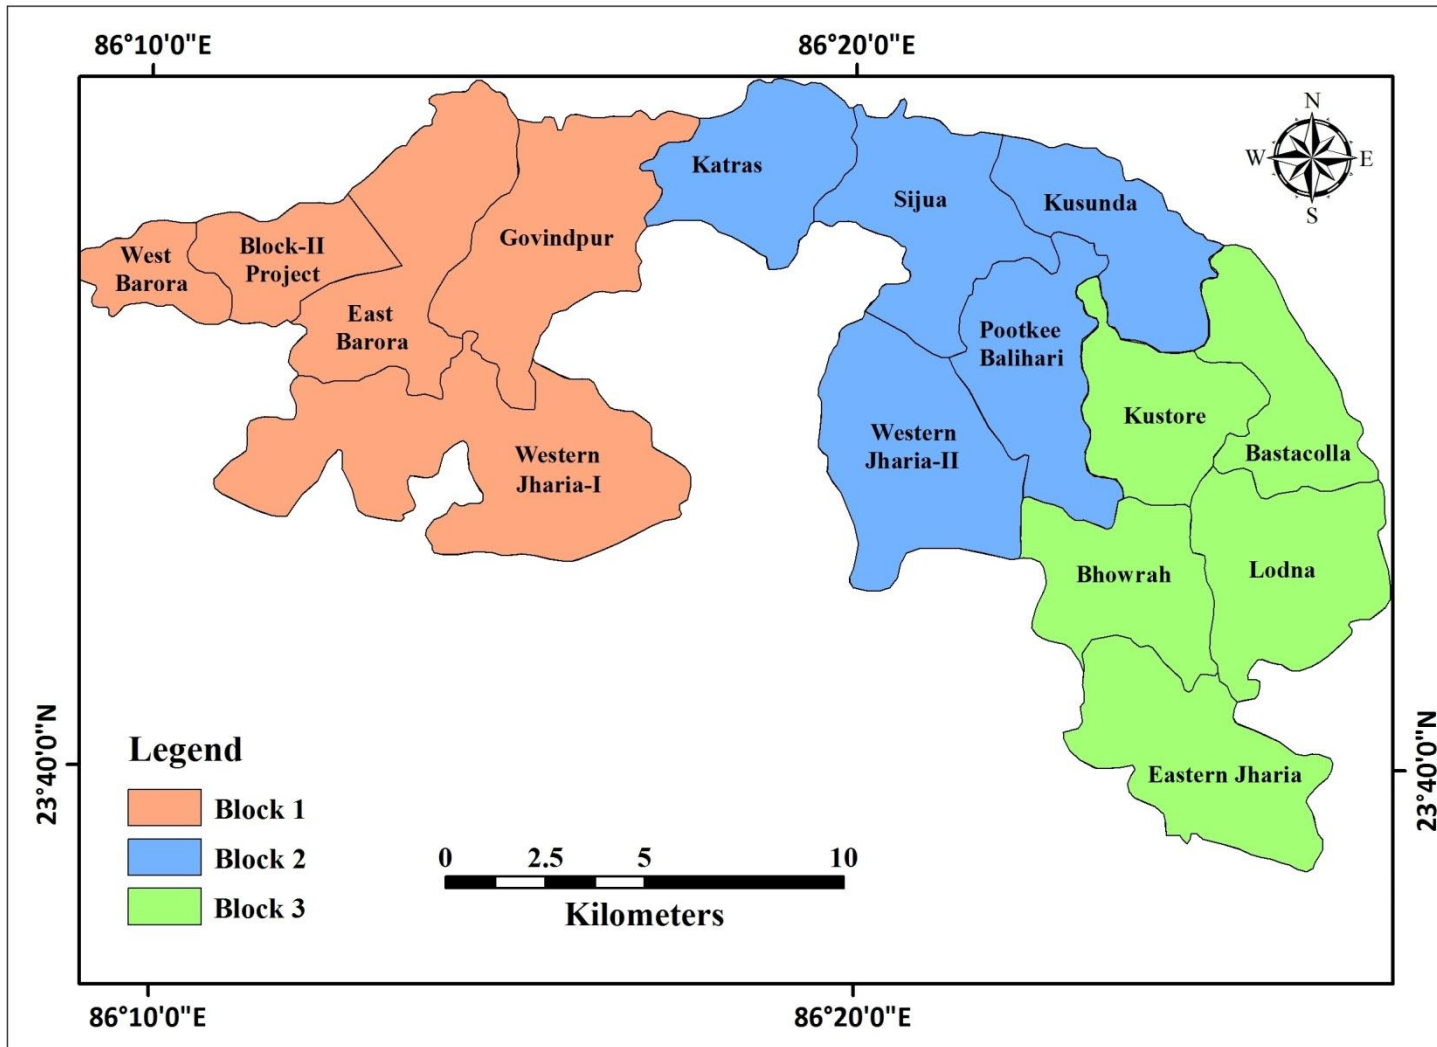 86°10'0"E
86°20'0"E
N
W
E
S
Katras
Sijua
Kusunda
Govindpur
West
Barora
Block-II
Project
East
Barora
Pootkee
Balihari
Kustore
Western
Jharia-II
Bastacolla
Western
Jharia-I
Bhowrah
Lodna
Eastern Jharia
23°40'0"N
23°40'0"N
Legend
Block 1
Block 2
Block 3
0 2.5 5 10
Kilometers
86°10'0"E
86°20'0"E